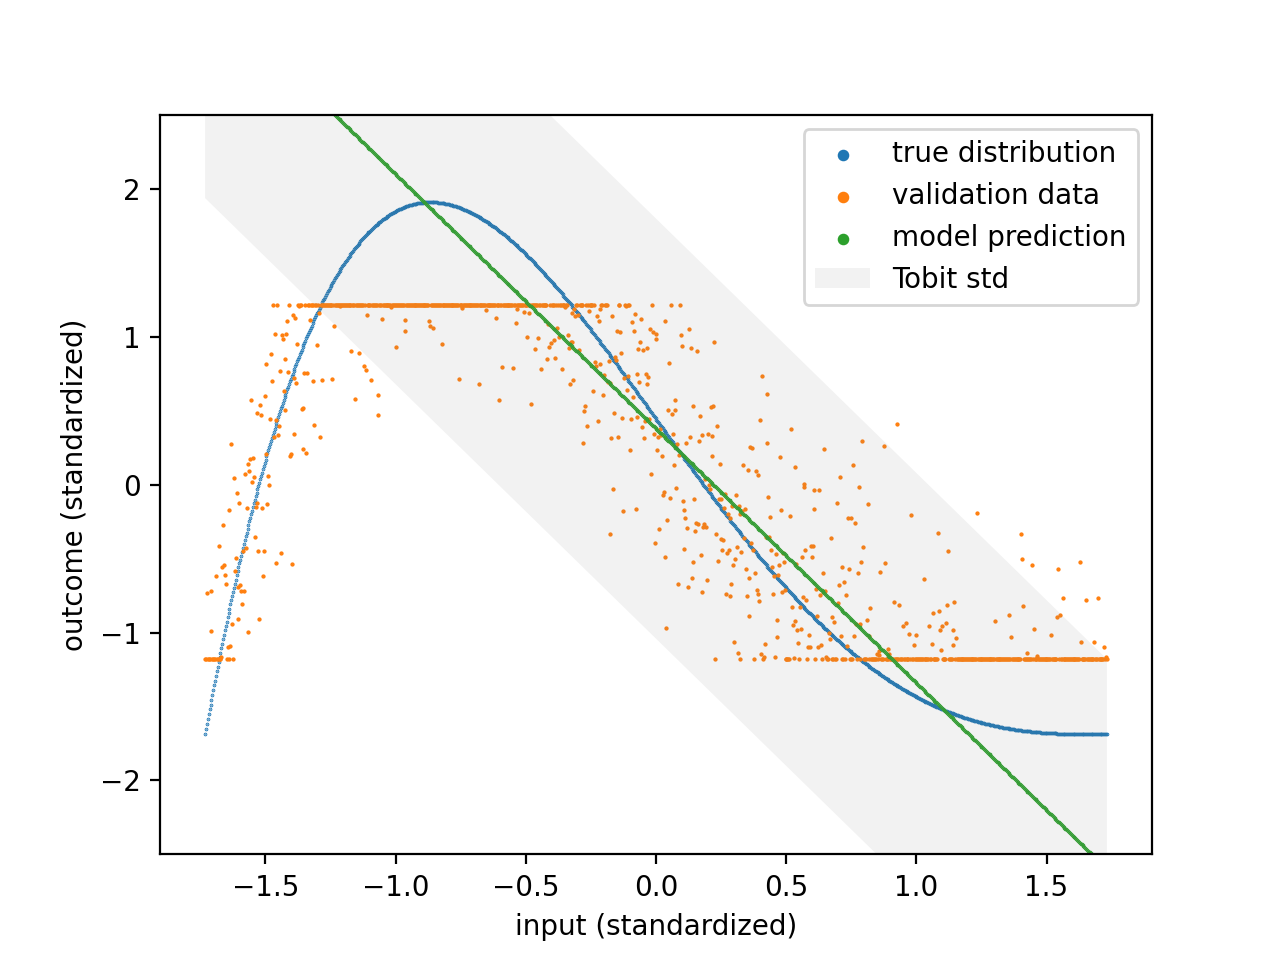 true distribution
validation data
model prediction
Tobit std
2
1
0
−1
−2
outcome (standardized)
−1.5 −1.0 −0.5 0.0 0.5 1.0 1.5
input (standardized)